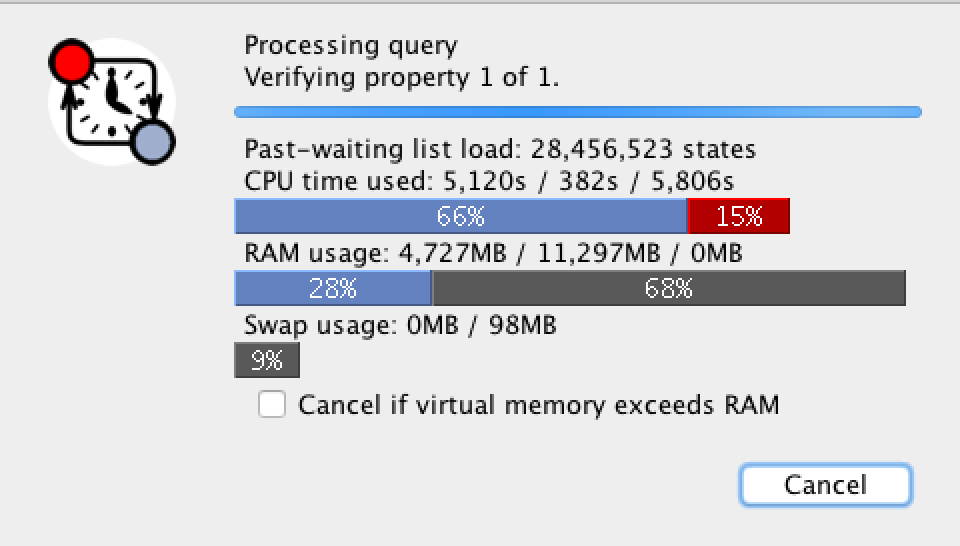 Processing query
Verifying property 1 of 1.
Past-waiting list load: 28,456,523 states
CPU time used: 5,120s / 382s / 5,806s
66% 15%
RAM usage: 4,727MB / 11,297MB / 0MB
28% 68%
Swap usage: 0MB / 98MB
9%
Cancel if virtual memory exceeds RAM
Cancel